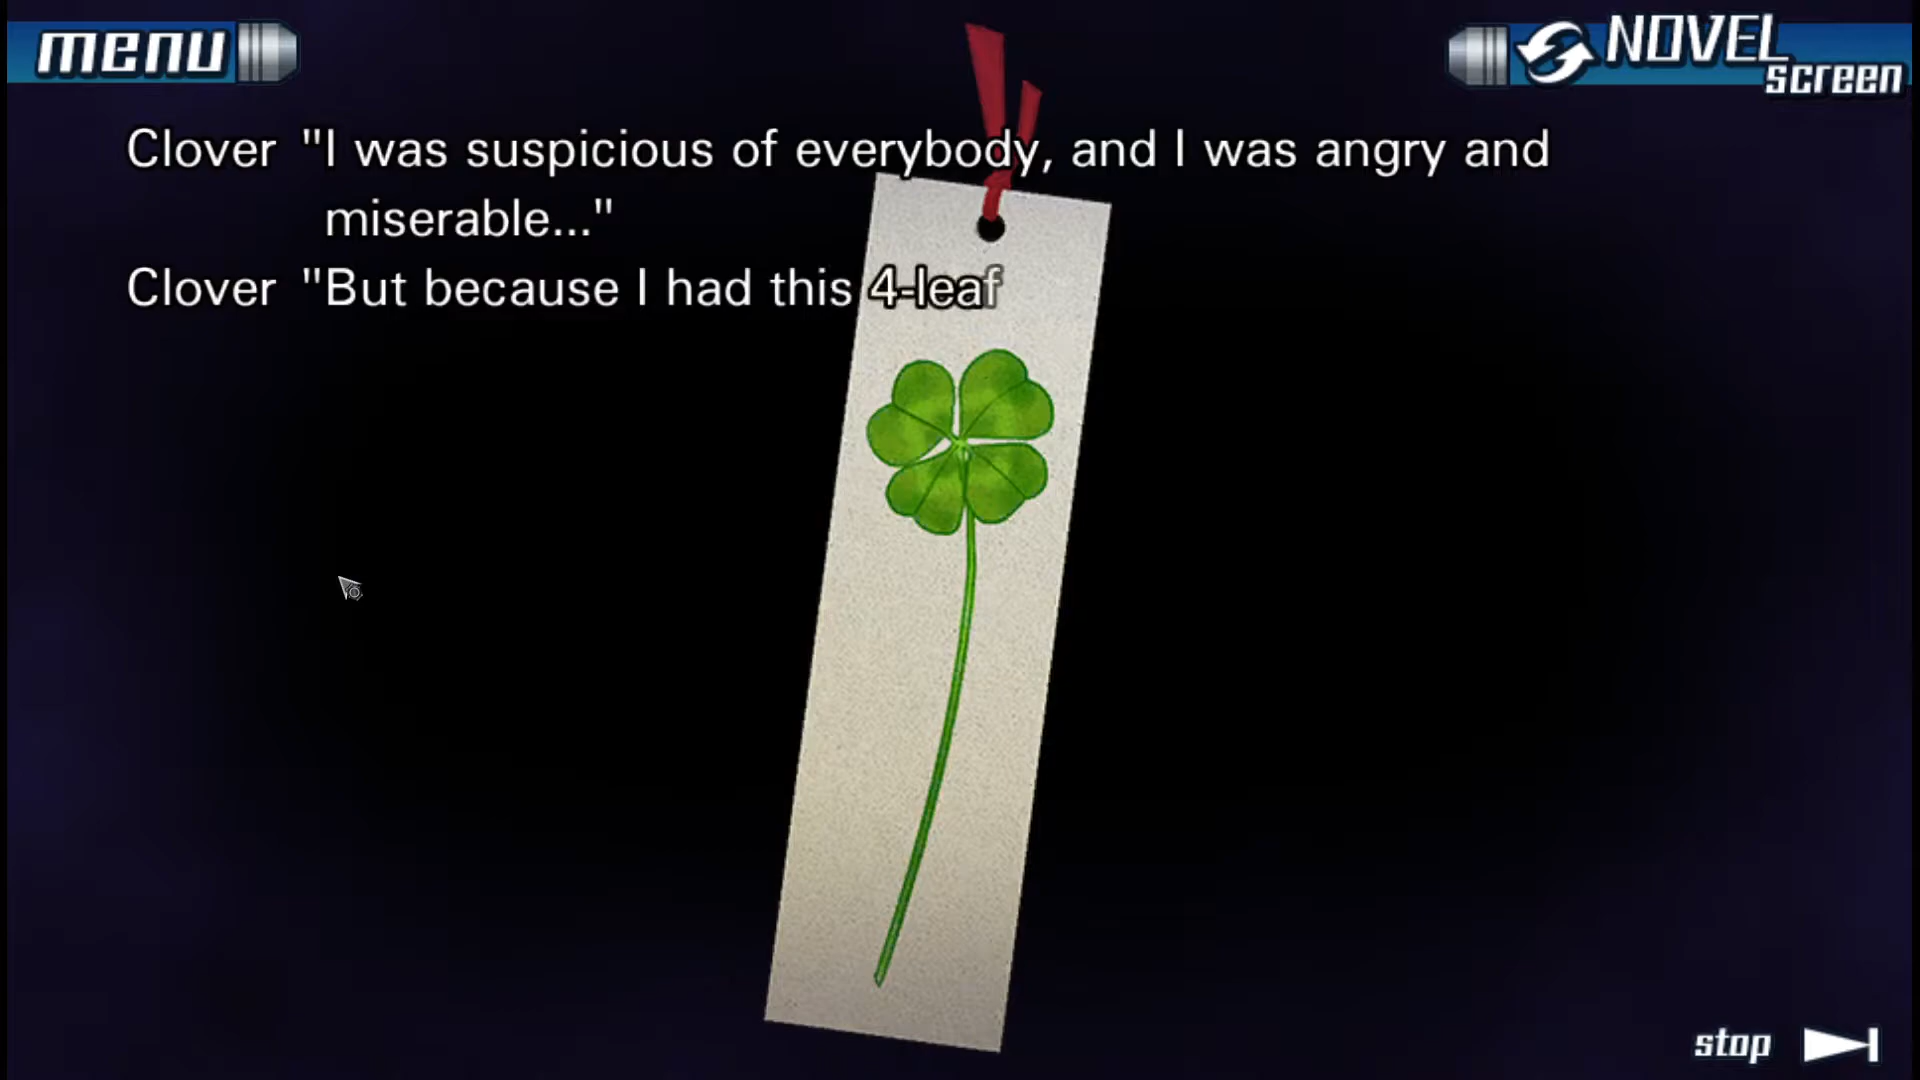 menu
NOVEL
screen
Clover "I was suspicious of everybody, and I was angry and
miserable..."
Clover "But because I had this 4-leaf
stop